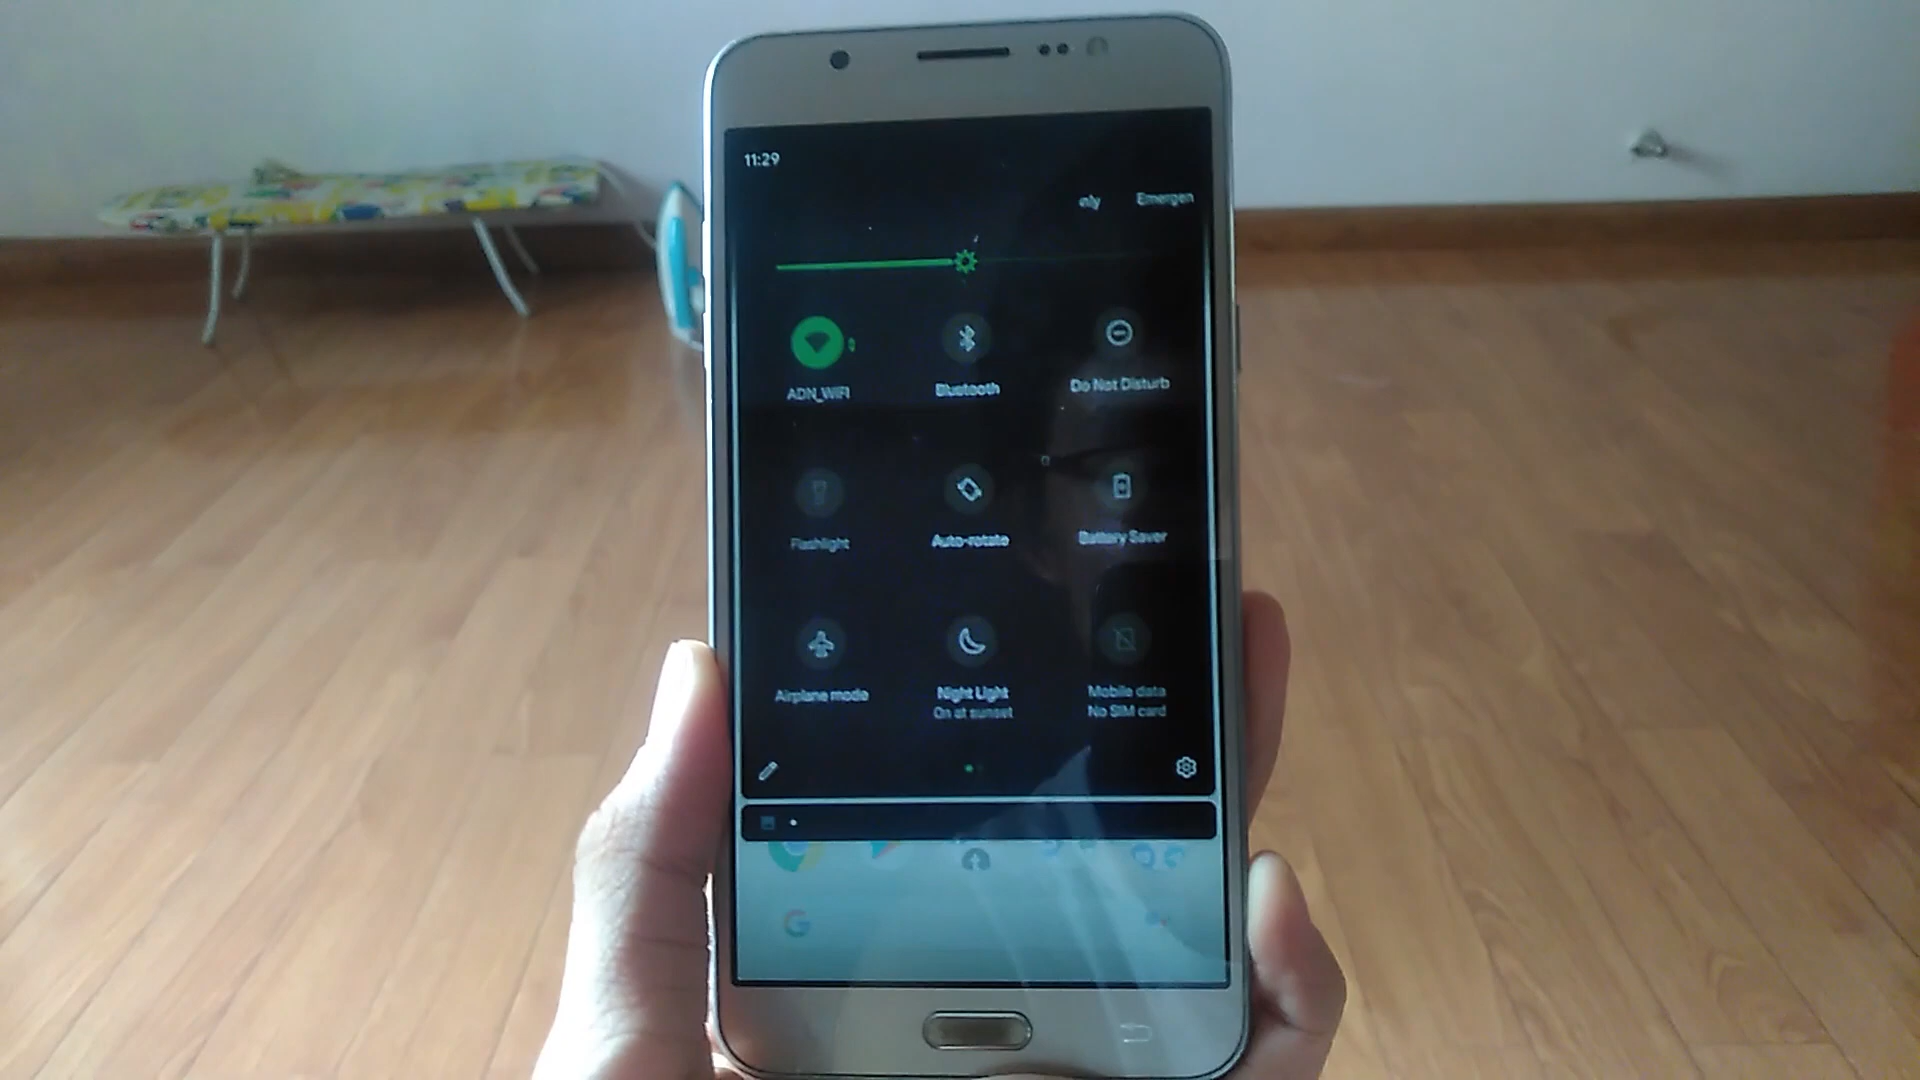 11:29
nly Emergen
ADN_WIFI
Bluetooth
Do Not Disturb
Flashlight
Auto-rotate
Battery Saver
Airplane mode
Night Light
On at sunset
Mobile data
No SIM card
G